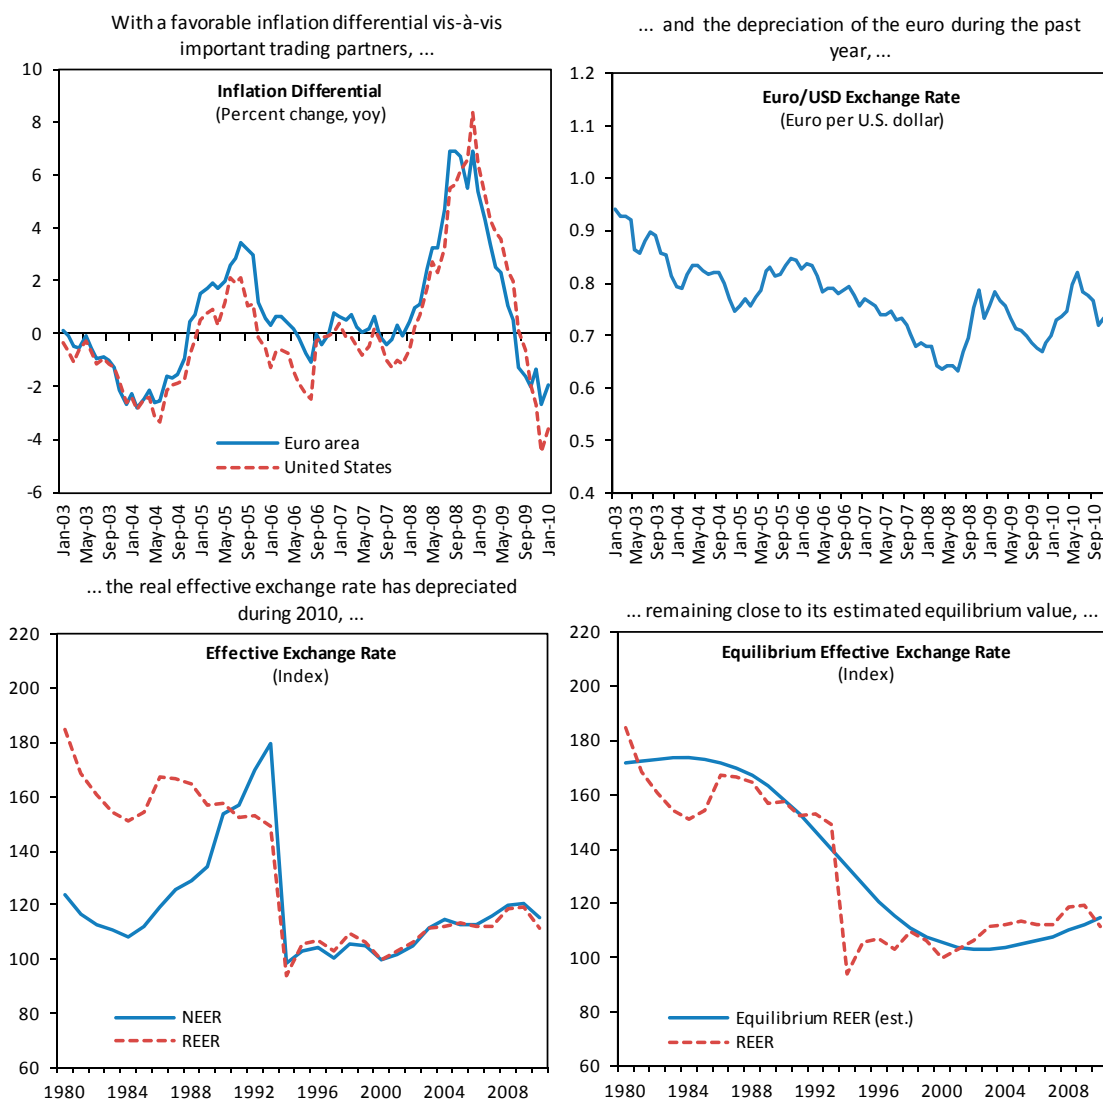 With a favorable inflation differential vis-à-vis
important trading partners, ...
Inflation Differential
(Percent change, yoy)
10
8
6
4
2
0
-2
-4
-6
Euro area
United States
Jan-03
May-03
Sep-03
Jan-04
May-04
Sep-04
Jan-05
May-05
Sep-05
Jan-06
May-06
Sep-06
Jan-07
May-07
Sep-07
Jan-08
May-08
Sep-08
Jan-09
May-09
Sep-09
Jan-10
... and the depreciation of the euro during the past
year, ...
Euro/USD Exchange Rate
(Euro per U.S. dollar)
1.2
1.1
1.0
0.9
0.8
0.7
0.6
0.5
0.4
Jan-03
May-03
Sep-03
Jan-04
May-04
Sep-04
Jan-05
May-05
Sep-05
Jan-06
May-06
Sep-06
Jan-07
May-07
Sep-07
Jan-08
May-08
Sep-08
Jan-09
May-09
Sep-09
Jan-10
May-10
Sep-10
... the real effective exchange rate has depreciated
during 2010, ...
Effective Exchange Rate
(Index)
220
200
180
160
140
120
100
80
60
NEER
REER
1980 1984 1988 1992 1996 2000 2004 2008
... remaining close to its estimated equilibrium value, ...
Equilibrium Effective Exchange Rate
(Index)
220
200
180
160
140
120
100
80
60
Equilibrium REER (est.)
REER
1980 1984 1988 1992 1996 2000 2004 2008